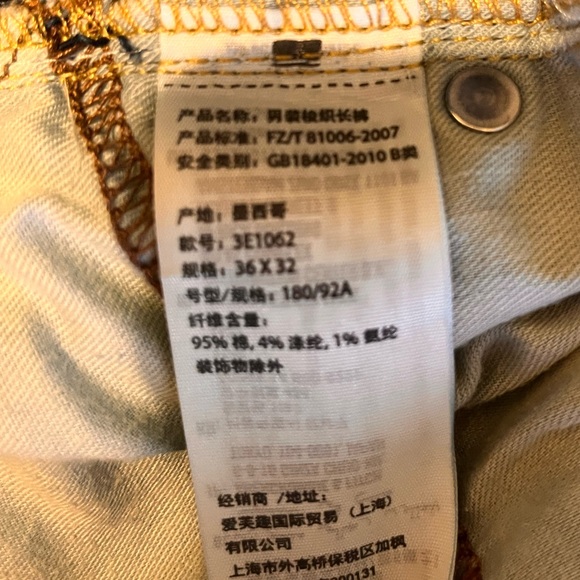 产品名称：男装梭织长裤
产品标准：FZ/T 81006-2007
安全类别：GB18401-2010 B类
产地：墨西哥
款号：3E1062
规格：36 X 32
号型/规格：180/92A
纤维含量：
95% 棉, 4% 涤纶, 1% 氨纶
装饰物除外
经销商 /地址：
爱芙趣国际贸易（上海）
有限公司
上海市外高桥保税区加枫